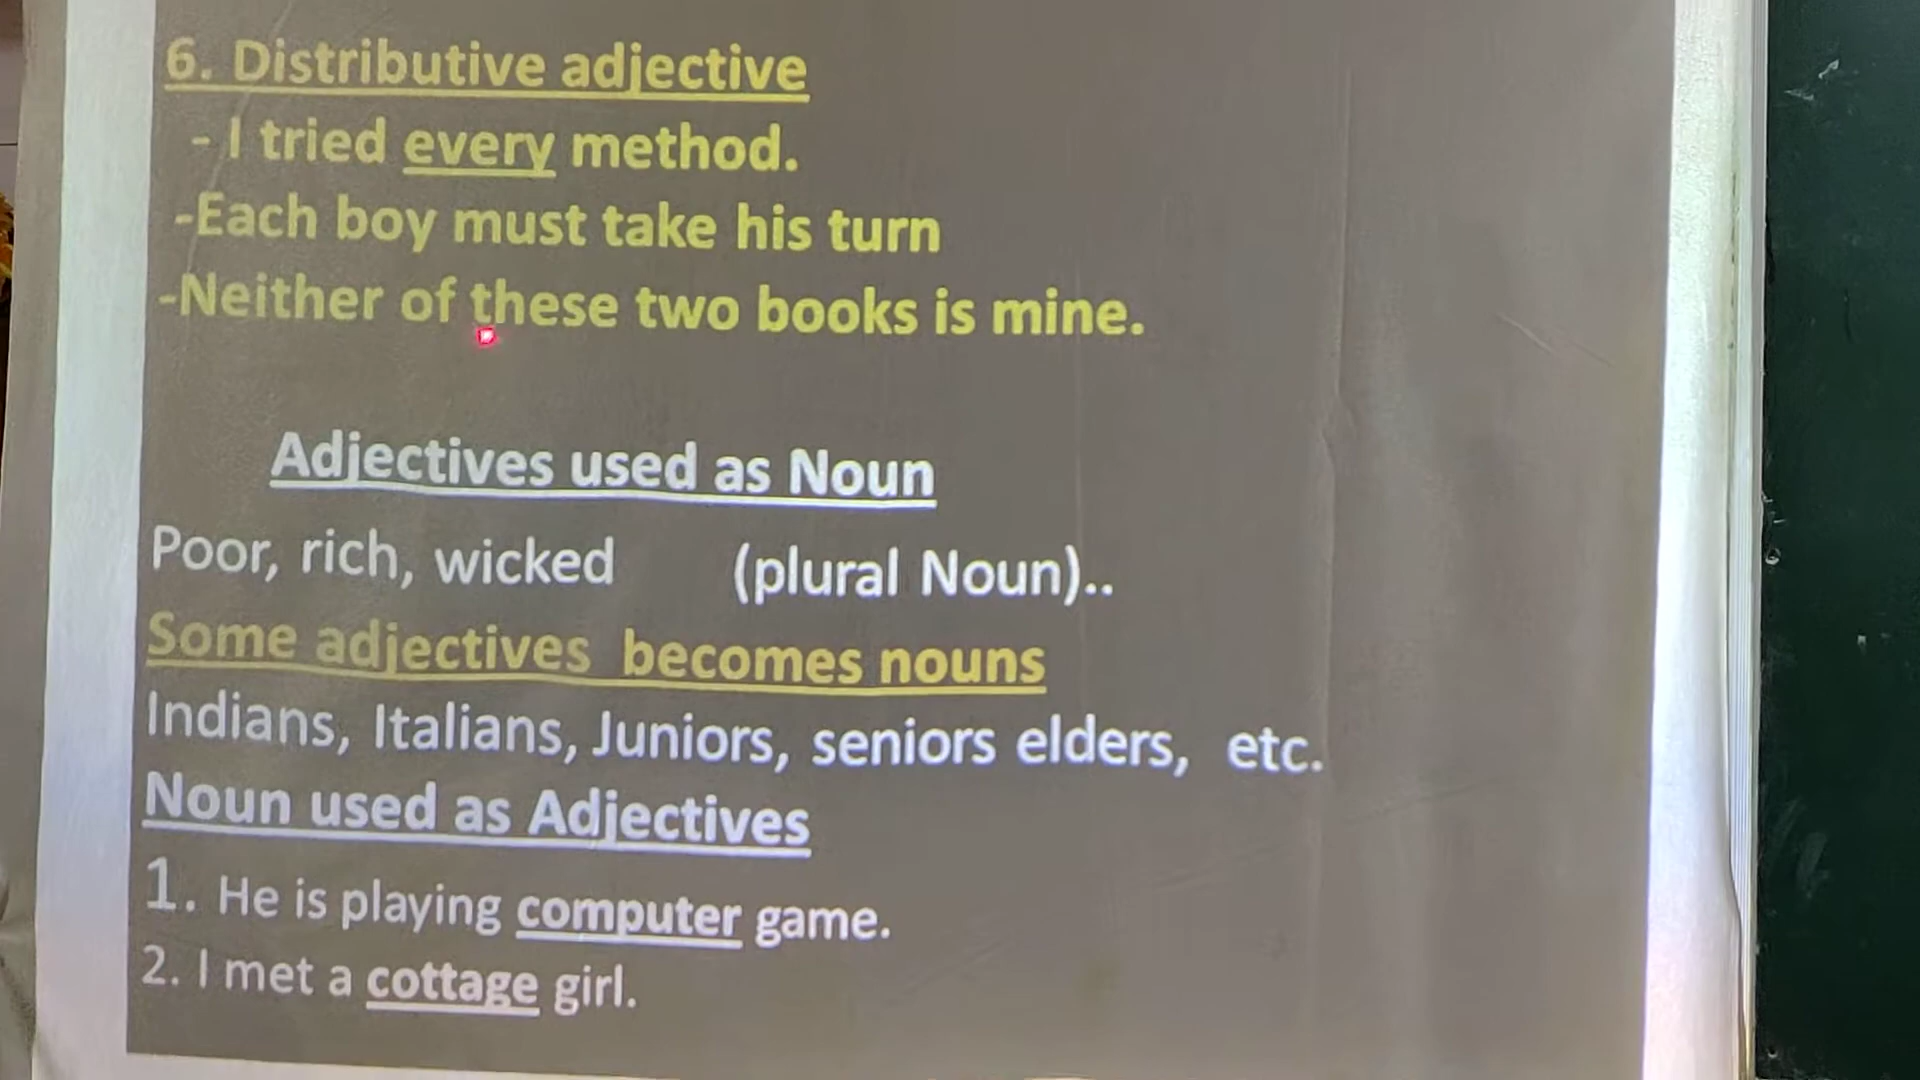 6. Distributive adjective
- I tried every method.
-Each boy must take his turn
-Neither of these two books is mine.
Adjectives used as Noun
Poor, rich, wicked (plural Noun)..
Some adjectives becomes nouns
Indians, Italians, Juniors, seniors elders, etc.
Noun used as Adjectives
1. He is playing computer game.
2. I met a cottage girl.